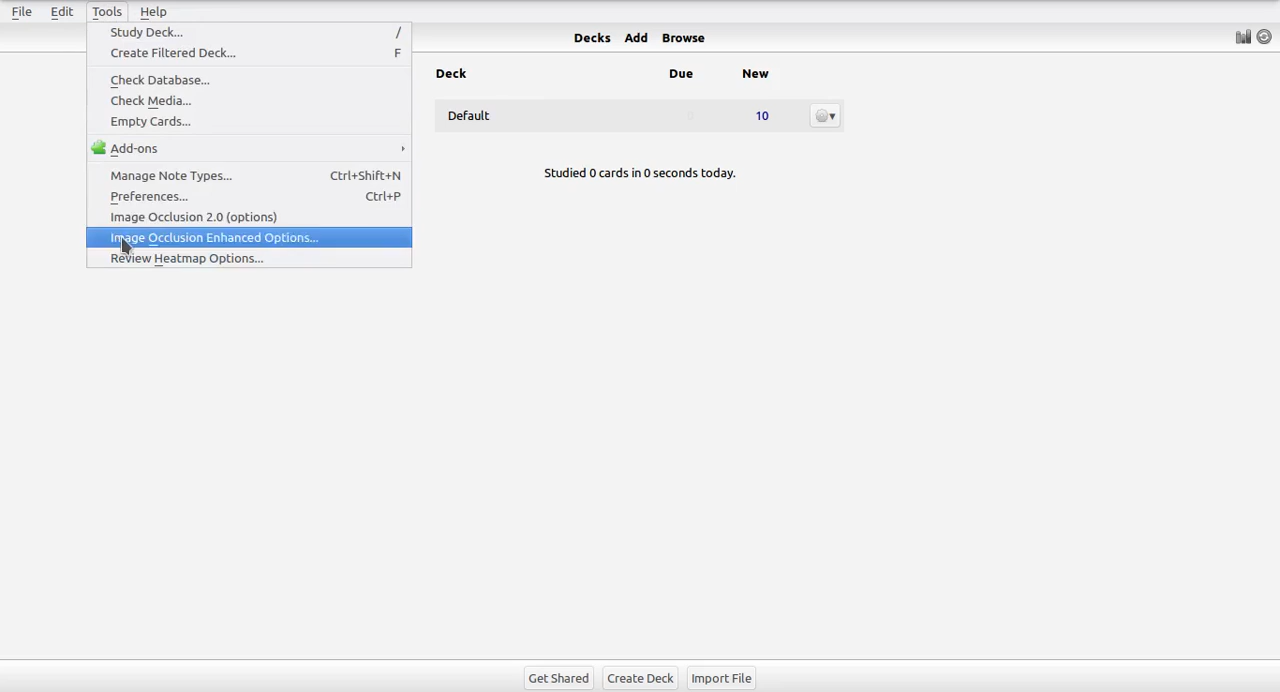 File Edit Tools Help
Decks Add Browse
Study Deck... /
Create Filtered Deck... F
Check Database...
Check Media...
Empty Cards...
Add-ons
Manage Note Types... Ctrl+Shift+N
Preferences... Ctrl+P
Image Occlusion 2.0 (options)
Image Occlusion Enhanced Options...
Review Heatmap Options...
Deck Due New
Default 0 10
Studied 0 cards in 0 seconds today.
Get Shared Create Deck Import File